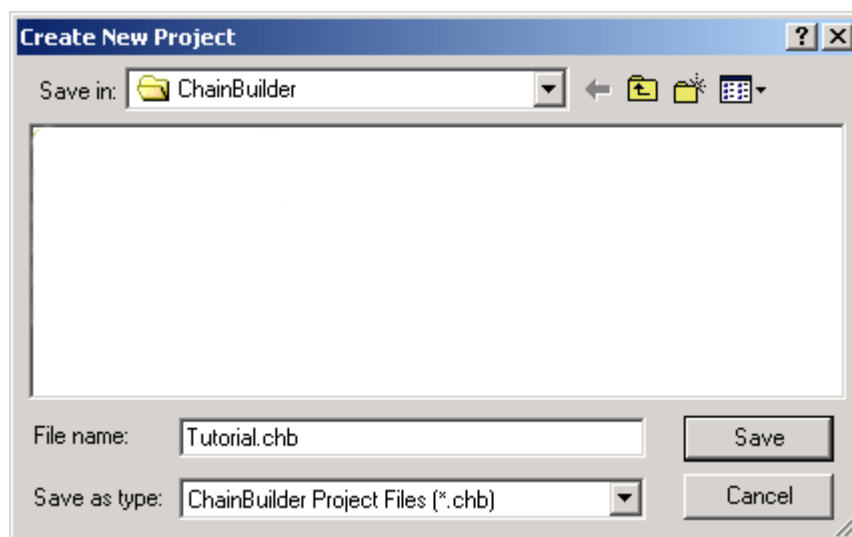 Create New Project
Save in: ChainBuilder
File name: Tutorial.chb Save
Save as type: ChainBuilder Project Files (*.chb) Cancel